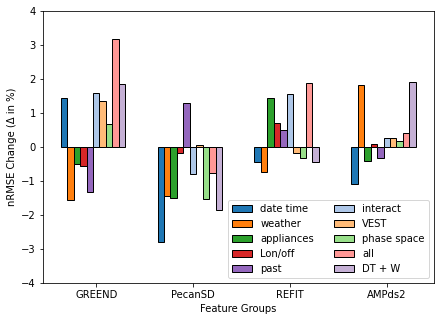 nRMSE Change (Δ in %)
4
3
2
1
0
−1
−2
−3
−4
date time
weather
appliances
Lon/off
past
interact
VEST
phase space
all
DT + W
GREEND PecanSD REFIT AMPds2
Feature Groups